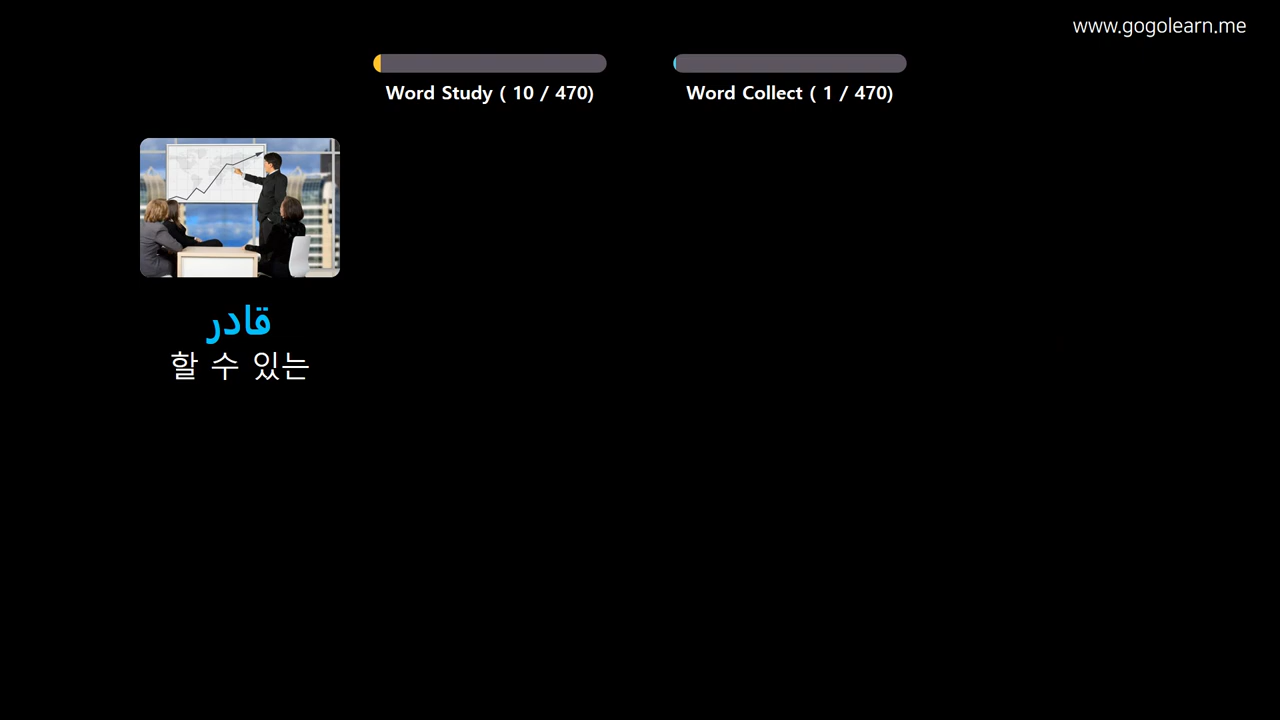 www.gogolearn.me
Word Study ( 10 / 470)
Word Collect ( 1 / 470)
قادر
할 수 있는